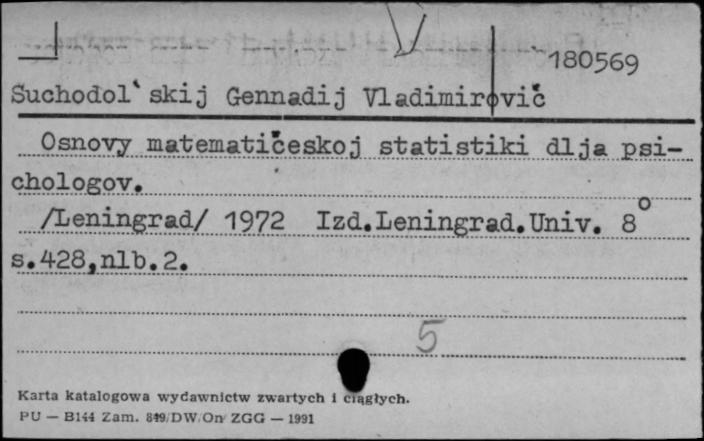 180569
Suchodol'skij Gennadij Vladimirovič
Osnovy matematičeskoj statistiki dlja psi-
chologov.
/Leningrad/ 1972 Izd.Leningrad.Univ. 8°
s.428,nlb.2.
5
Karta katalogowa wydawnictw zwartych i ciągłych.
PU — B144 Zam. 849/DW/On ZGG — 1991